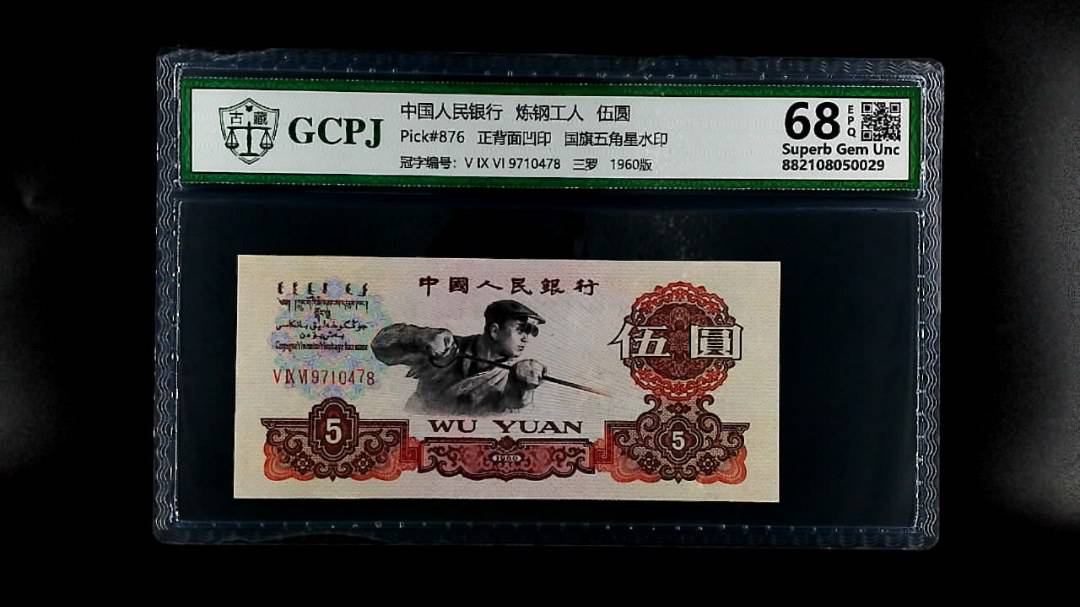 古藏
GCPJ
中国人民银行 炼钢工人 伍圆
Pick#876 正背面凹印 国旗五角星水印
冠字编号：V IX VI 9710478 三罗 1960版
68 EPQ
Superb Gem Unc
882108050029
中國人民銀行
伍圓
V IX VI 9710478
5
WU YUAN
1960
5